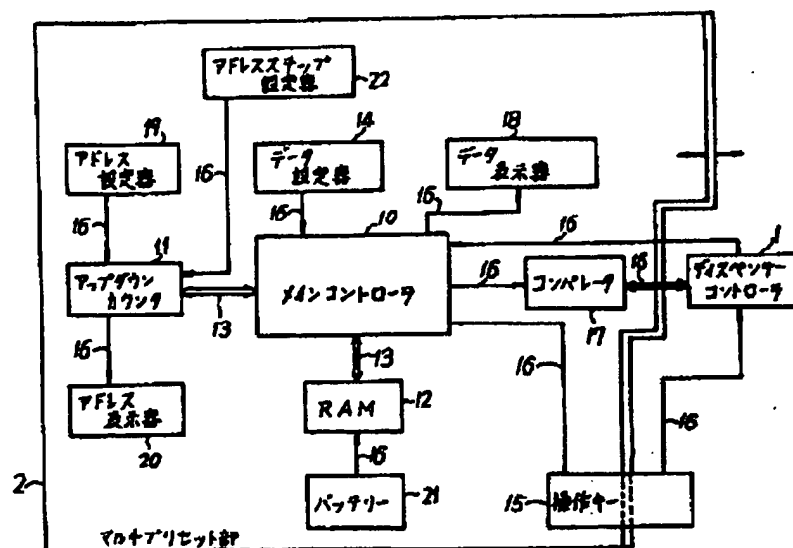 アドレスステップ
設定器
22
19
アドレス
設定器
16
14
データ
設定器
18
データ
表示器
16
16
16
10
16
1
11
アップダウン
カウンタ
13
メインコントローラ
16
コンパレータ
17
16
ディスペンサー
コントローラ
16
13
16
アドレス
表示器
20
RAM
12
16
16
バッテリー
21
15
操作キー
2
マルチプリセット部